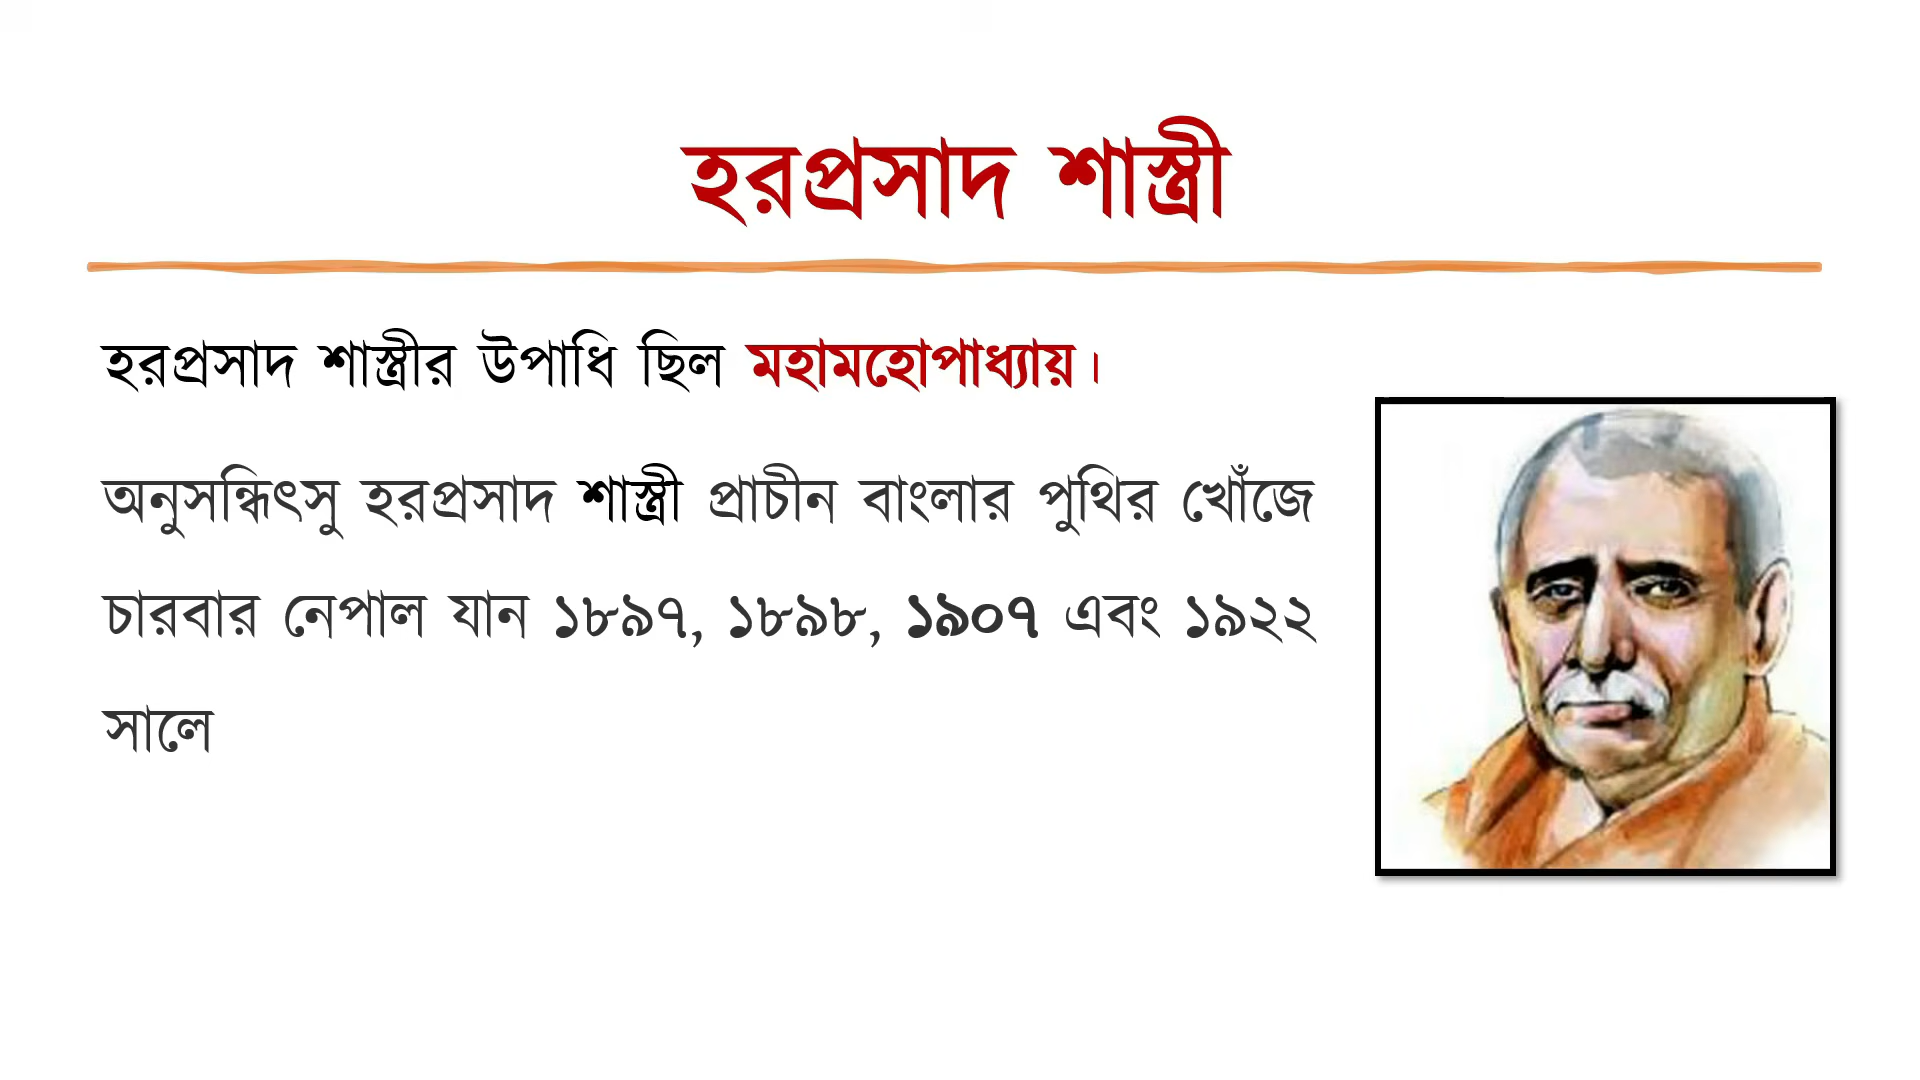 হরপ্রসাদ শাস্ত্রী
হরপ্রসাদ শাস্ত্রীর উপাধি ছিল মহামহোপাধ্যায়।
অনুসন্ধিৎসু হরপ্রসাদ শাস্ত্রী প্রাচীন বাংলার পুথির খোঁজে
চারবার নেপাল যান ১৮৯৭, ১৮৯৮, ১৯০৭ এবং ১৯২২
সালে